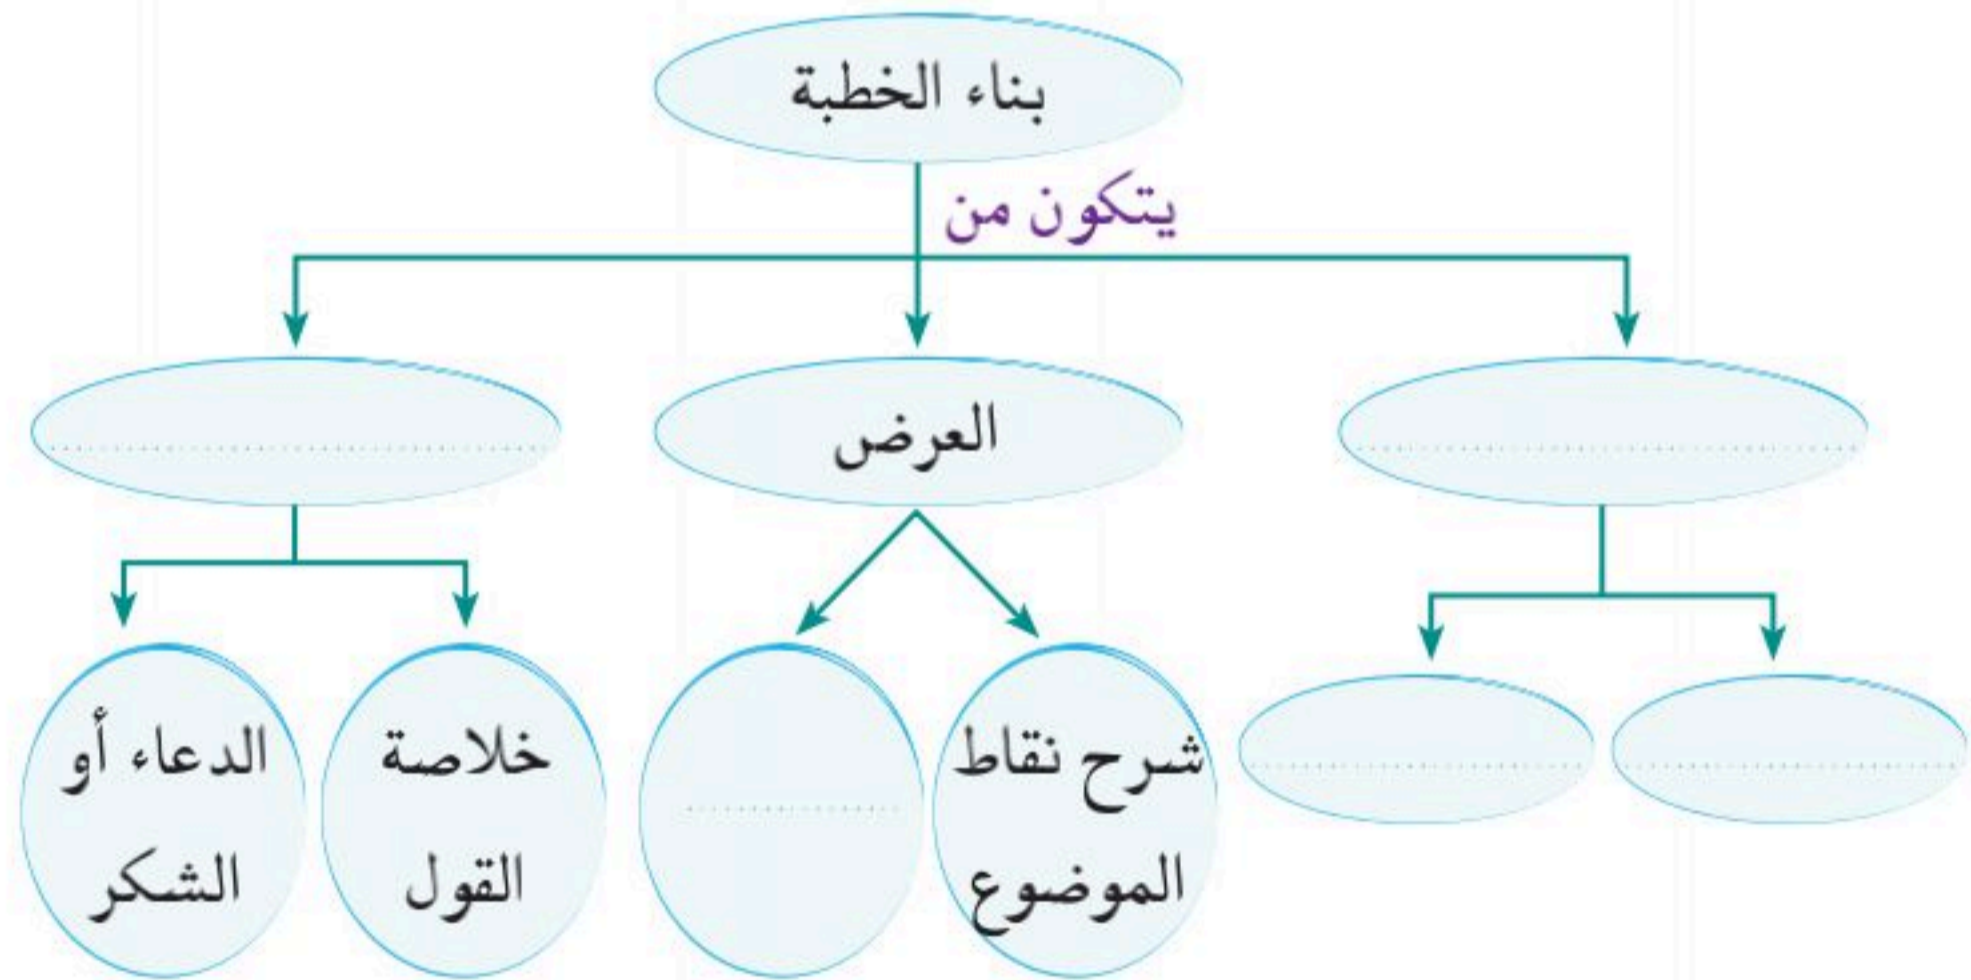 بناء الخطبة
يتكون من
العرض
شرح نقاط
الموضوع
خلاصة
القول
الدعاء أو
الشكر